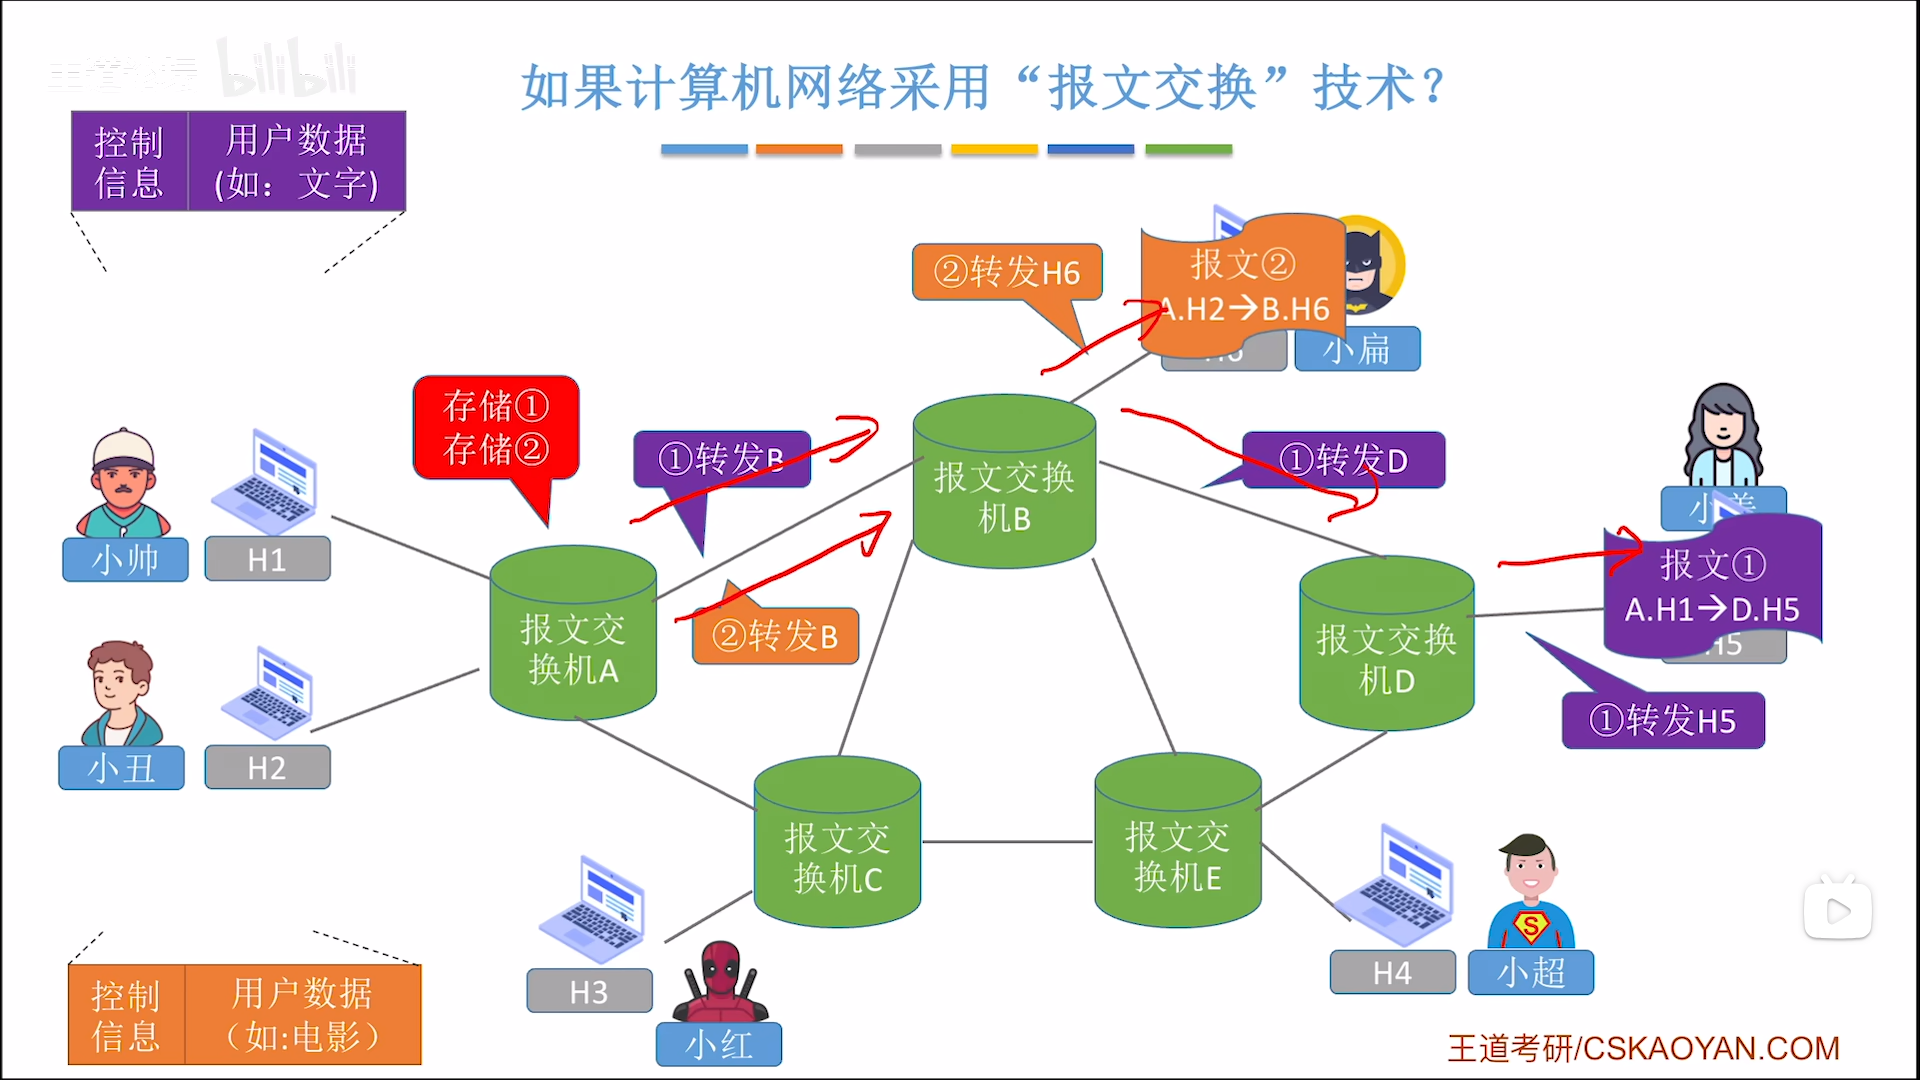 王道论坛 bilibili
如果计算机网络采用“报文交换”技术？
控制
信息
用户数据
(如：文字)
②转发H6
报文②
A.H2→B.H6
小扁
存储①
存储②
①转发B
①转发D
报文交换
机B
小帅
H1
报文①
A.H1→D.H5
H5
报文交
换机A
②转发B
报文交换
机D
①转发H5
小丑
H2
报文交
换机C
报文交
换机E
H3
小红
H4
小超
S
控制
信息
用户数据
（如:电影）
王道考研/CSKAOYAN.COM